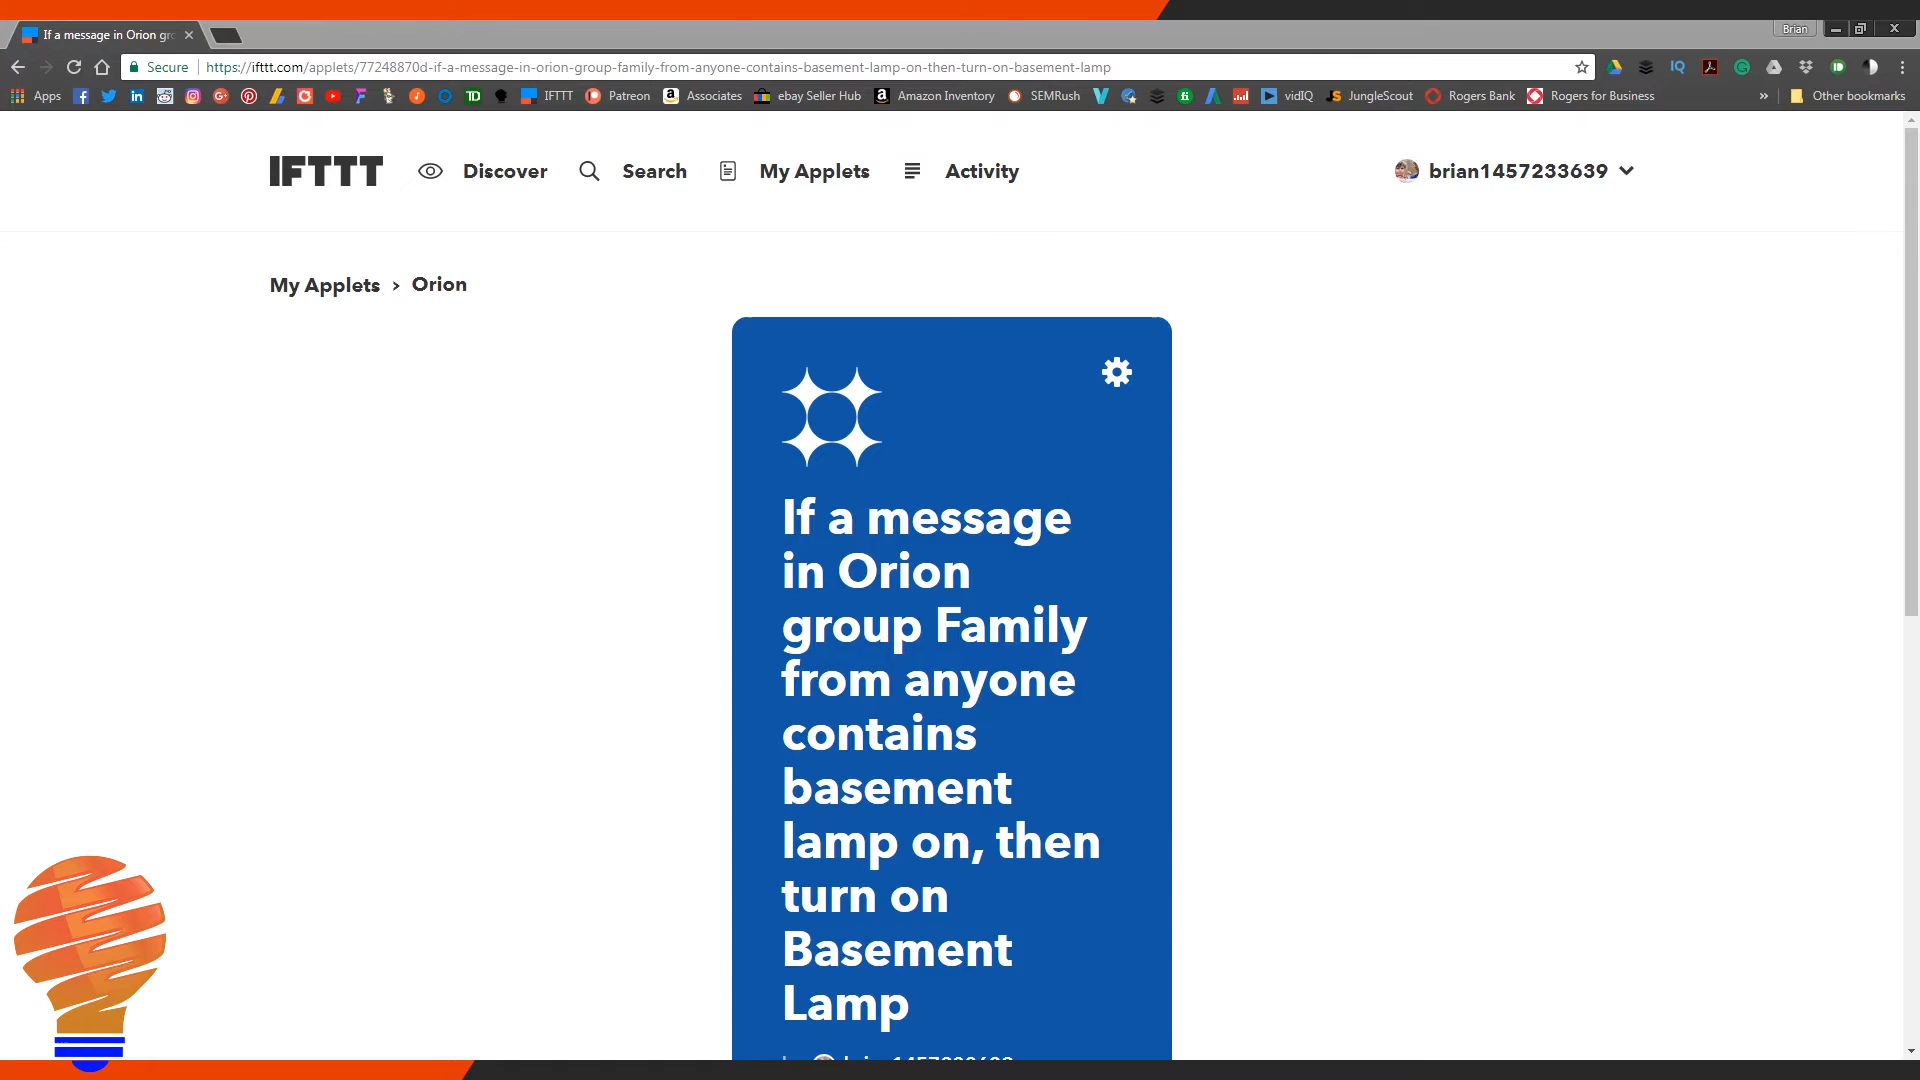 If a message in Orion gr
Brian
Secure https://ifttt.com/applets/77248870d-if-a-message-in-orion-group-family-from-anyone-contains-basement-lamp-on-then-turn-on-basement-lamp
Apps IFTTT Patreon Associates ebay Seller Hub Amazon Inventory SEMRush vidIQ JungleScout Rogers Bank Rogers for Business » Other bookmarks
IFTTT Discover Search My Applets Activity brian1457233639
My Applets › Orion
If a message
in Orion
group Family
from anyone
contains
basement
lamp on, then
turn on
Basement
Lamp